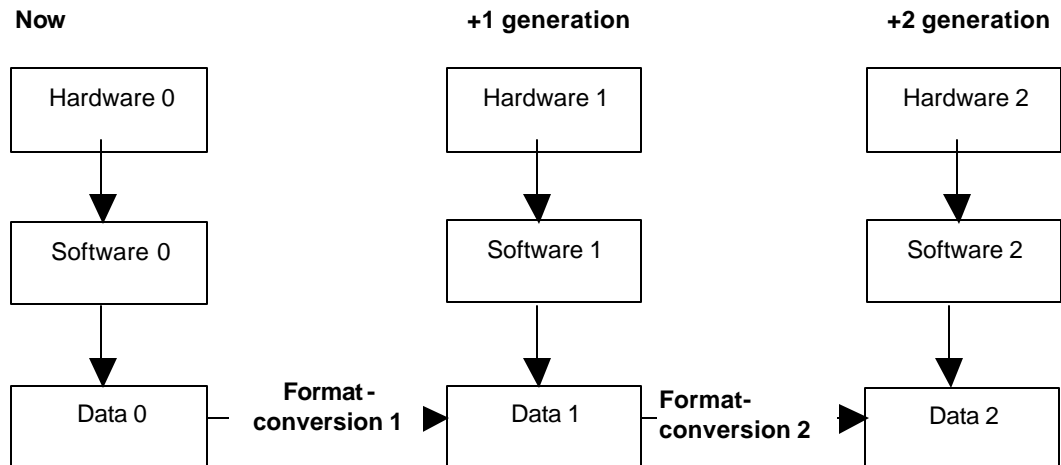 Now
+1 generation
+2 generation
Hardware 0
Hardware 1
Hardware 2
Software 0
Software 1
Software 2
Data 0
Format-
conversion 1
Data 1
Format-
conversion 2
Data 2